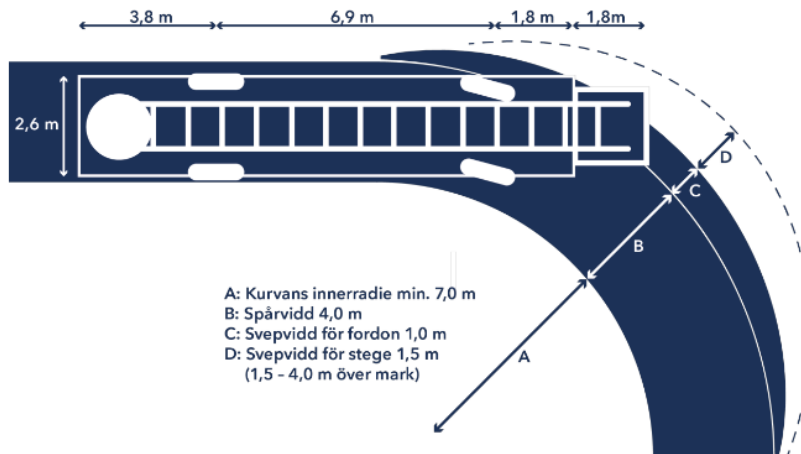 3,8 m
6,9 m
1,8 m
1,8m
2,6 m
D
C
B
A
A: Kurvans innerradie min. 7,0 m
B: Spårvidd 4,0 m
C: Svepvidd för fordon 1,0 m
D: Svepvidd för stege 1,5 m
(1,5 – 4,0 m över mark)